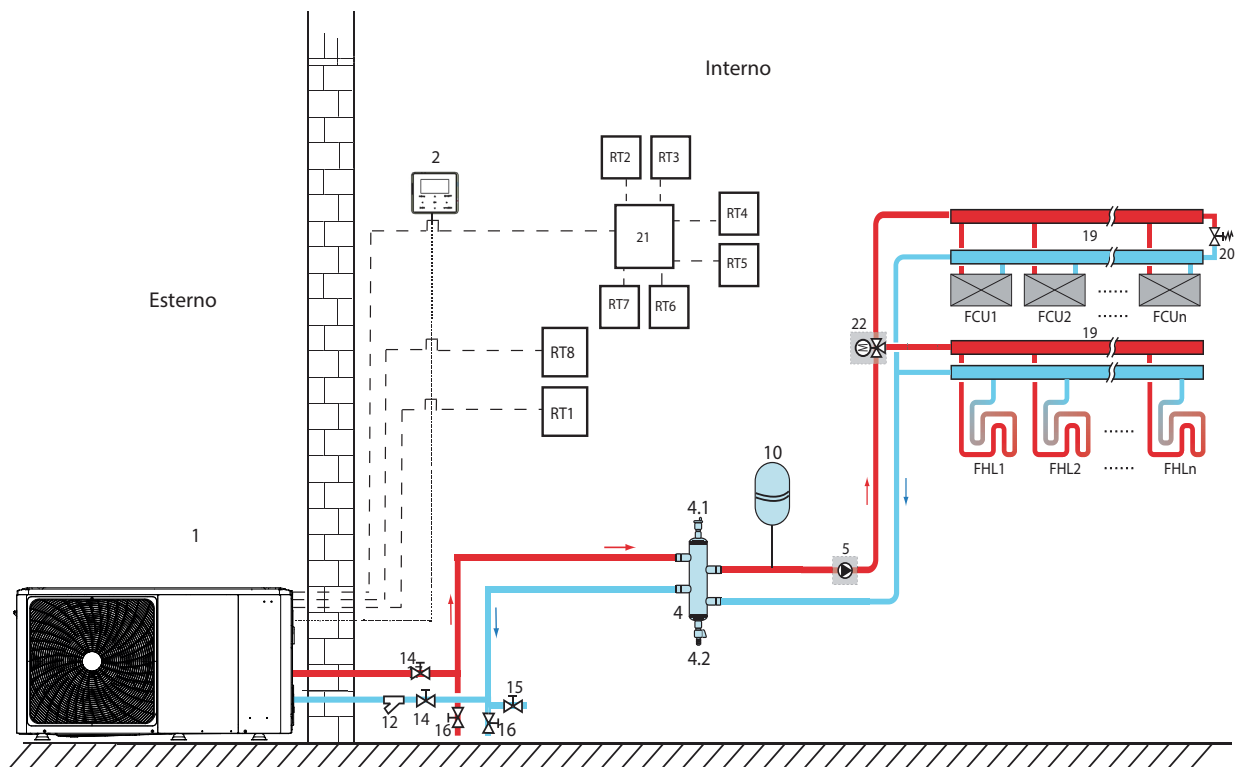 Interno
Esterno
2
RT2
RT3
RT4
21
RT5
RT7
RT6
RT8
RT1
19
20
FCU1
FCU2
......
......
FCUn
22
M
19
......
......
FHL1
FHL2
FHLn
10
4.1
5
4
4.2
1
14
15
12
14
16
16